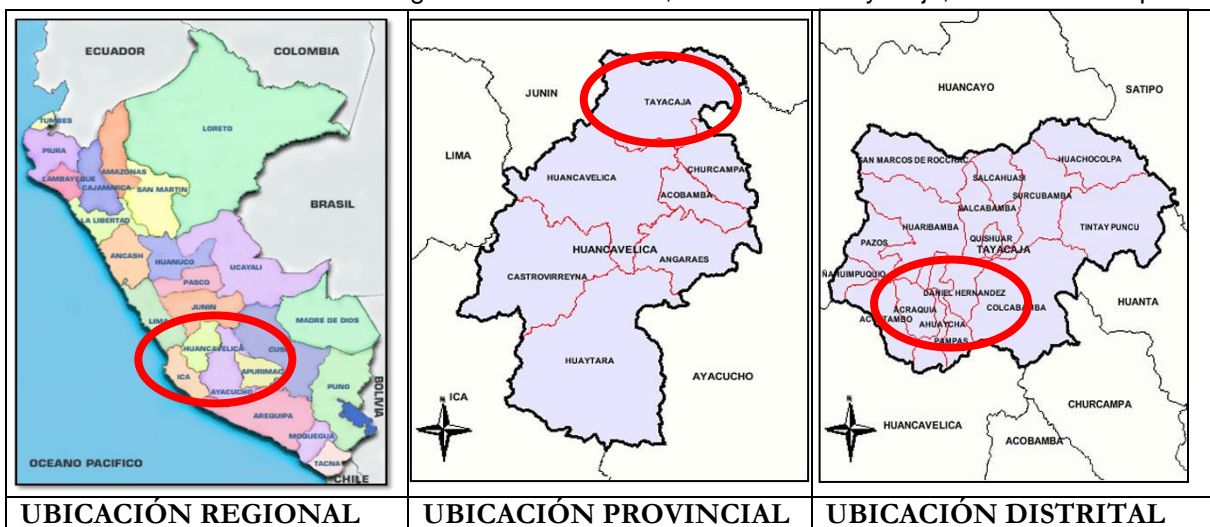 ECUADOR
COLOMBIA
TUMBES
LORETO
PIURA
AMAZONAS
LAMBAYEQUE
CAJAMARCA
SAN MARTIN
BRASIL
LA LIBERTAD
ANCASH
HUANUCO
UCAYALI
PASCO
JUNIN
LIMA
MADRE DE DIOS
HUANCAVELICA
CUSCO
ICA
APURIMAC
AYACUCHO
PUNO
BOLIVIA
AREQUIPA
MOQUEGUA
TACNA
OCEANO PACIFICO
CHILE
UBICACIÓN REGIONAL
JUNIN
TAYACAJA
LIMA
CHURCAMPA
HUANCAVELICA
ACOBAMBA
HUANCAVELICA
ANGARAES
CASTROVIRREYNA
HUAYTARA
AYACUCHO
ICA
UBICACIÓN PROVINCIAL
HUANCAYO
SATIPO
SAN MARCOS DE ROCCHAC
HUACHOCOLPA
SALCAHUASI
SURCUBAMBA
SALCABAMBA
HUARIBAMBA
TINTAY PUNCU
QUISHUAR
PAZOS
TAYACAJA
ÑAHUIMPUQUIO
DANIEL HERNANDEZ
HUANTA
ACRAQUIA
COLCABAMBA
AHUAYCHA
PAMPAS
CHURCAMPA
HUANCAVELICA
ACOBAMBA
UBICACIÓN DISTRITAL